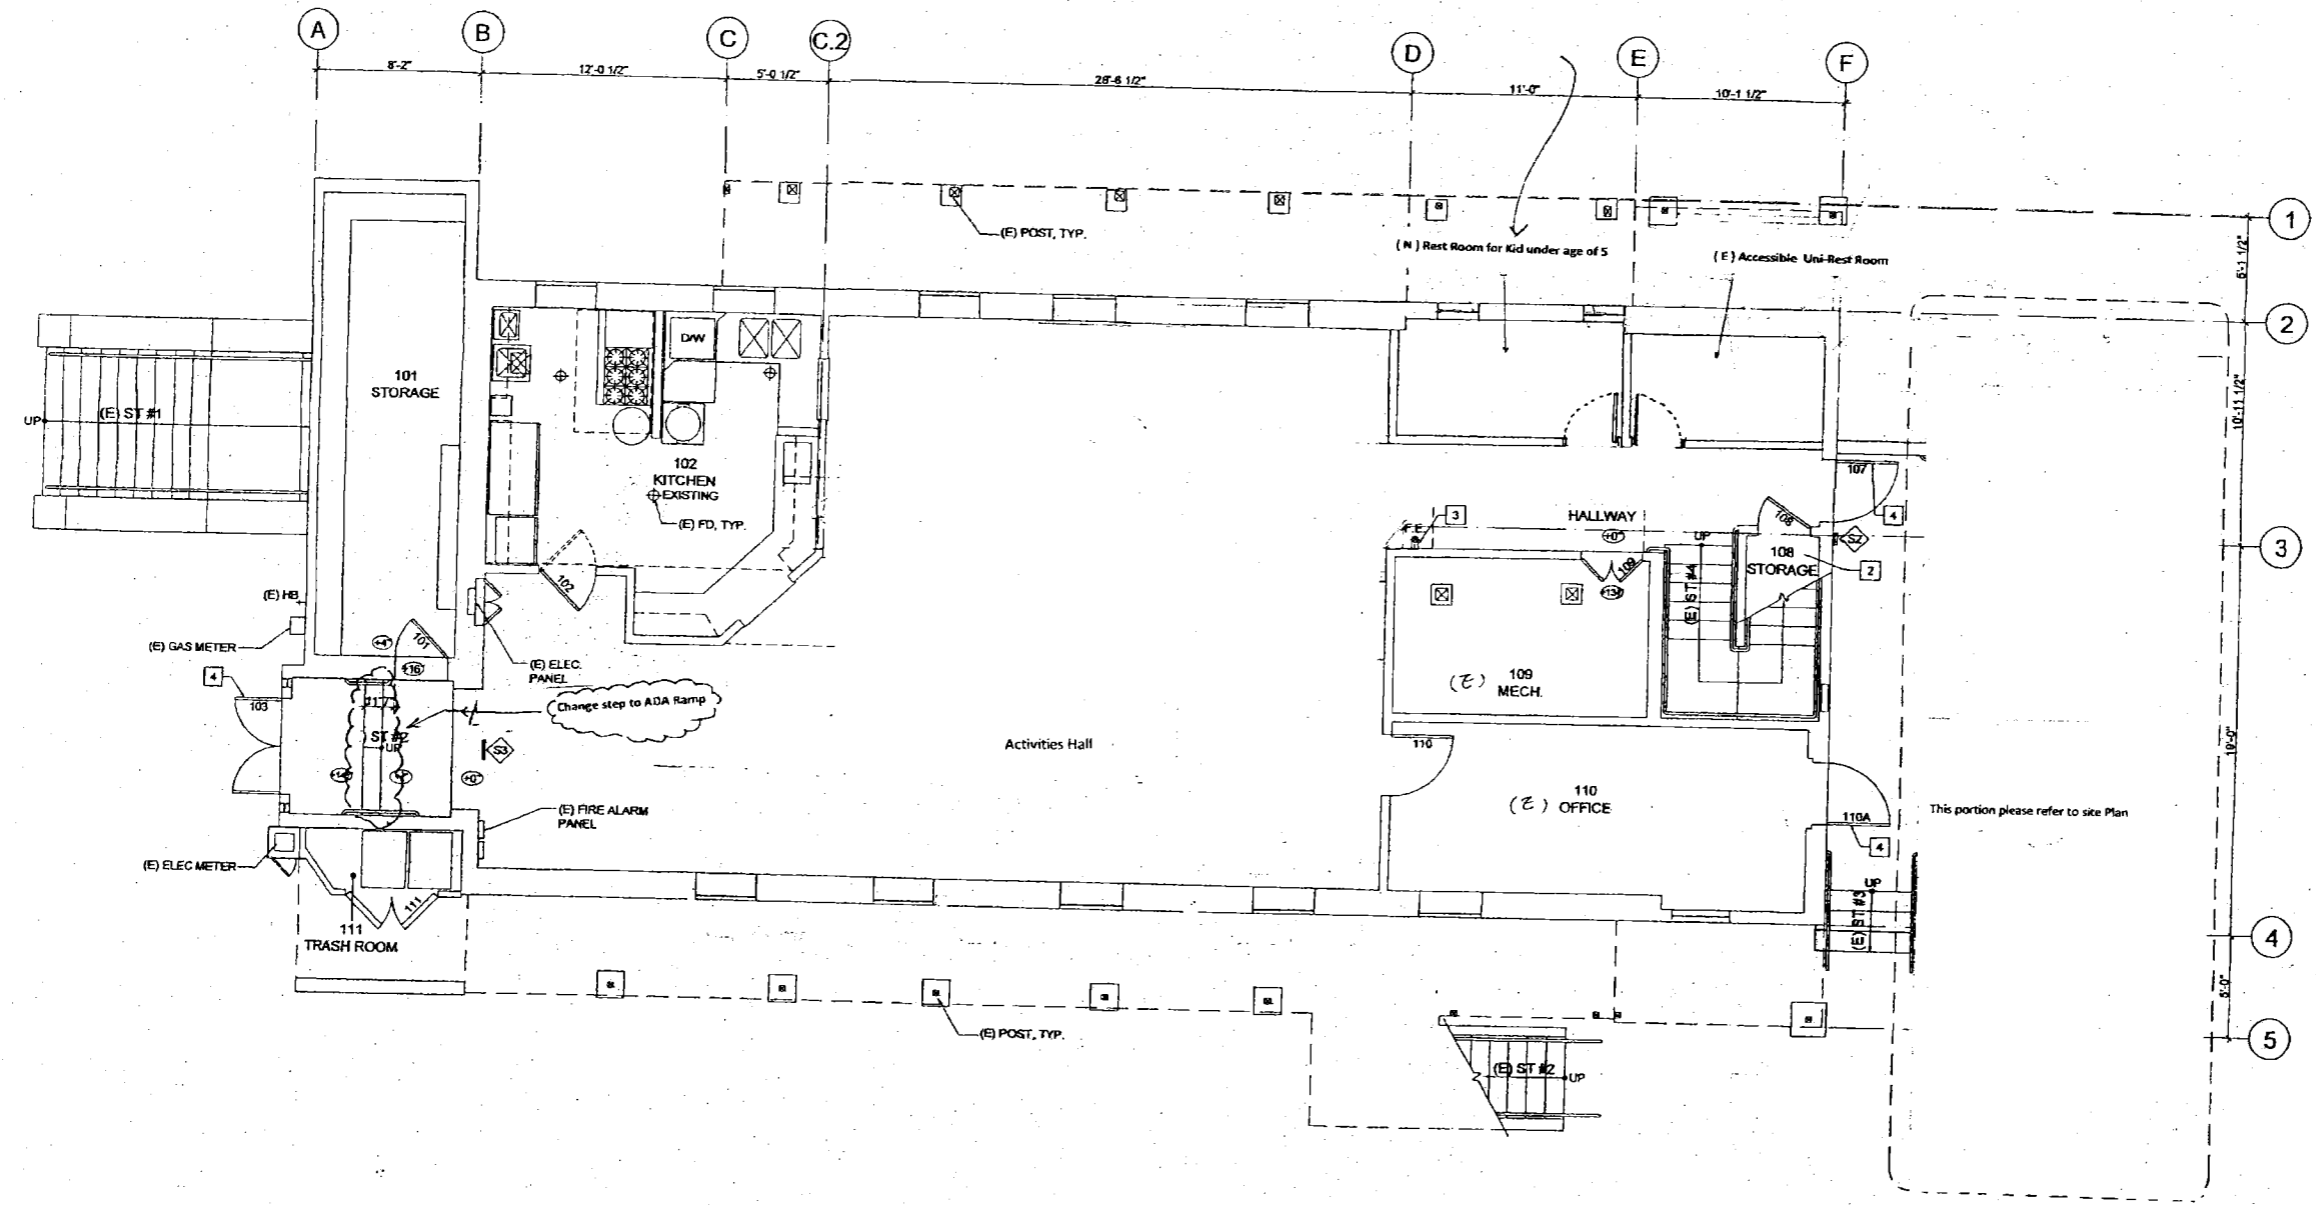 A
B
C
C.2
D
E
F
8'-2"
12'-0 1/2"
5'-0 1/2"
28'-6 1/2"
11'-0"
10'-1 1/2"
1
6'-1 1/2"
(E) POST, TYP.
( N ) Rest Room for Kid under age of 5
( E ) Accessible Uni-Rest Room
2
D/W
101
STORAGE
10'-11 1/2"
UP
(E) ST #1
102
KITCHEN
EXISTING
(E) FD, TYP.
107
3
HALLWAY
108
4
F.E.
+0"
UP
S2
3
108
STORAGE
2
102
109
(E) ST #4
(E) HB
(E) GAS METER
+4"
101
+16"
(E) ELEC.
PANEL
4
103
Change step to ADA Ramp
(E)
109
MECH.
ST #2
UP
S3
Activities Hall
110
19'-0"
+0"
110
(E) OFFICE
(E) FIRE ALARM
PANEL
110A
This portion please refer to site Plan
4
(E) ELEC METER
UP
(E) ST #3
111
111
TRASH ROOM
4
5'-0"
(E) POST, TYP.
5
(E) ST #2
UP